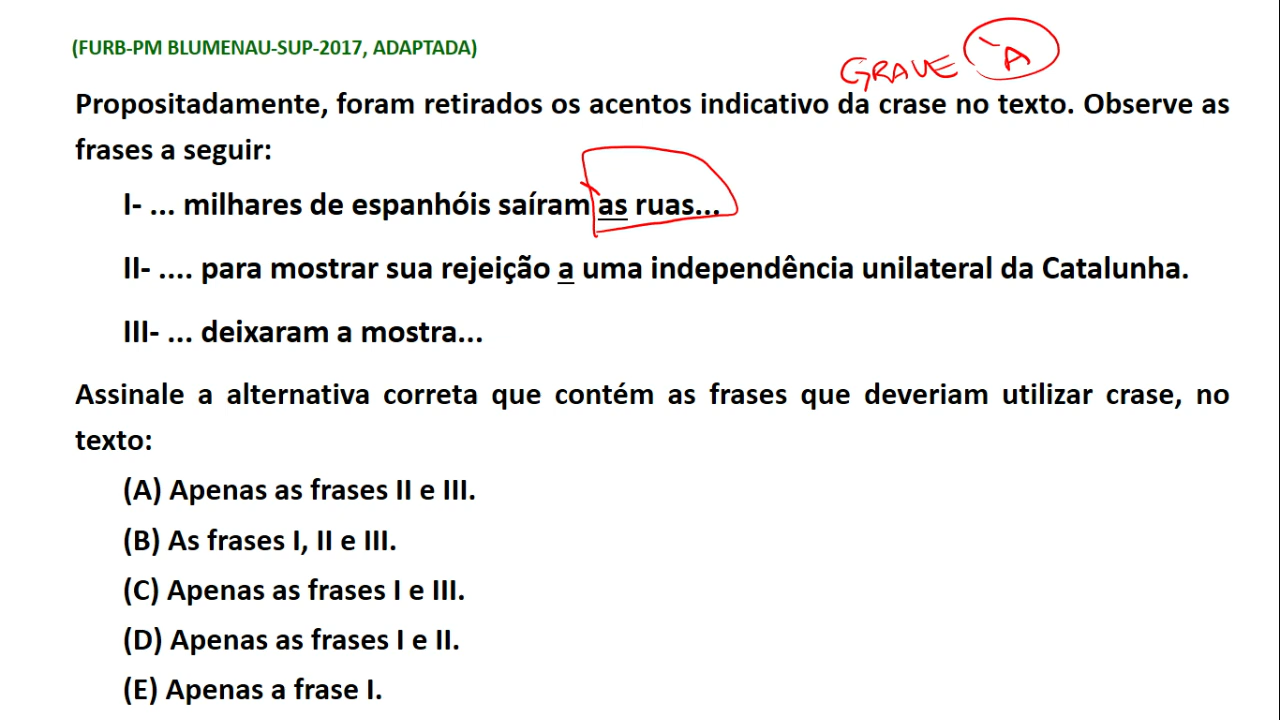 (FURB-PM BLUMENAU-SUP-2017, ADAPTADA)
GRAVE `A
Propositadamente, foram retirados os acentos indicativo da crase no texto. Observe as
frases a seguir:
I- ... milhares de espanhóis saíram as ruas...
II- .... para mostrar sua rejeição a uma independência unilateral da Catalunha.
III- ... deixaram a mostra...
Assinale a alternativa correta que contém as frases que deveriam utilizar crase, no
texto:
(A) Apenas as frases II e III.
(B) As frases I, II e III.
(C) Apenas as frases I e III.
(D) Apenas as frases I e II.
(E) Apenas a frase I.